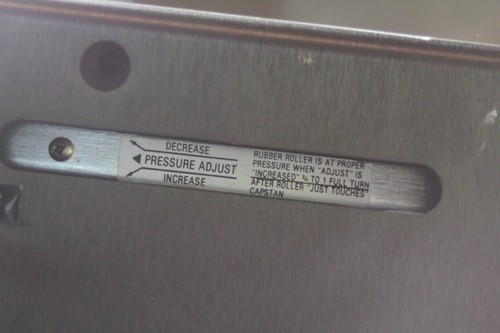 DECREASE
PRESSURE ADJUST
INCREASE
RUBBER ROLLER IS AT PROPER
PRESSURE WHEN "ADJUST" IS
"INCREASED" ¾ TO 1 FULL TURN
AFTER ROLLER "JUST TOUCHES
CAPSTAN